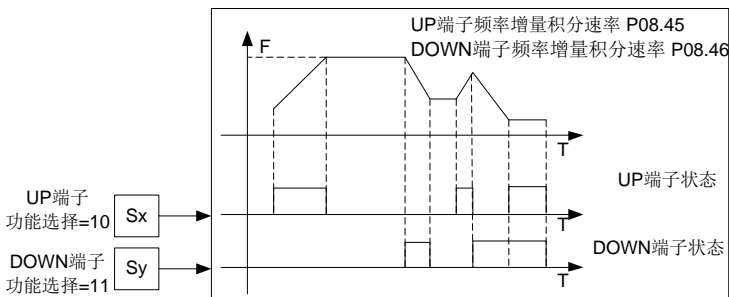 UP端子频率增量积分速率 P08.45
DOWN端子频率增量积分速率 P08.46
F
T
UP端子
功能选择=10
Sx
UP端子状态
T
DOWN端子
功能选择=11
Sy
DOWN端子状态
T